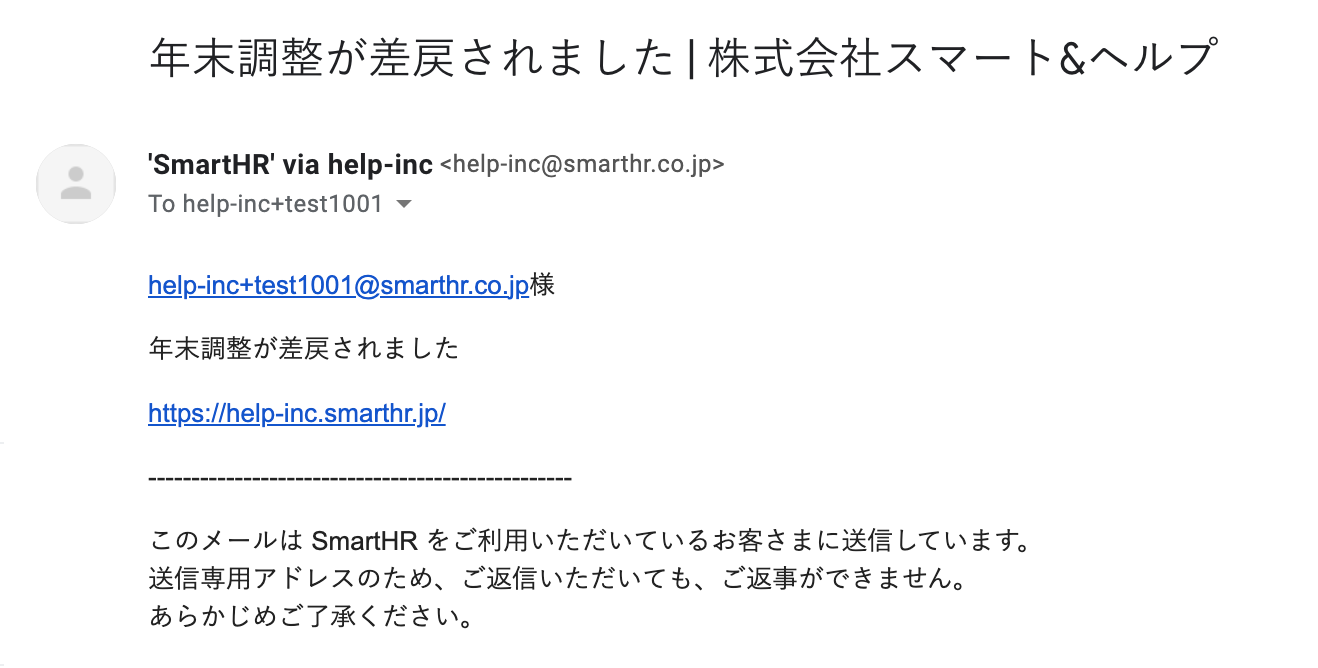 年末調整が差戻されました | 株式会社スマート&ヘルプ
'SmartHR' via help-inc <help-inc@smarthr.co.jp>
To help-inc+test1001
help-inc+test1001@smarthr.co.jp様
年末調整が差戻されました
https://help-inc.smarthr.jp/
-------------------------------------------------
このメールは SmartHR をご利用いただいているお客さまに送信しています。
送信専用アドレスのため、ご返信いただいても、ご返事ができません。
あらかじめご了承ください。